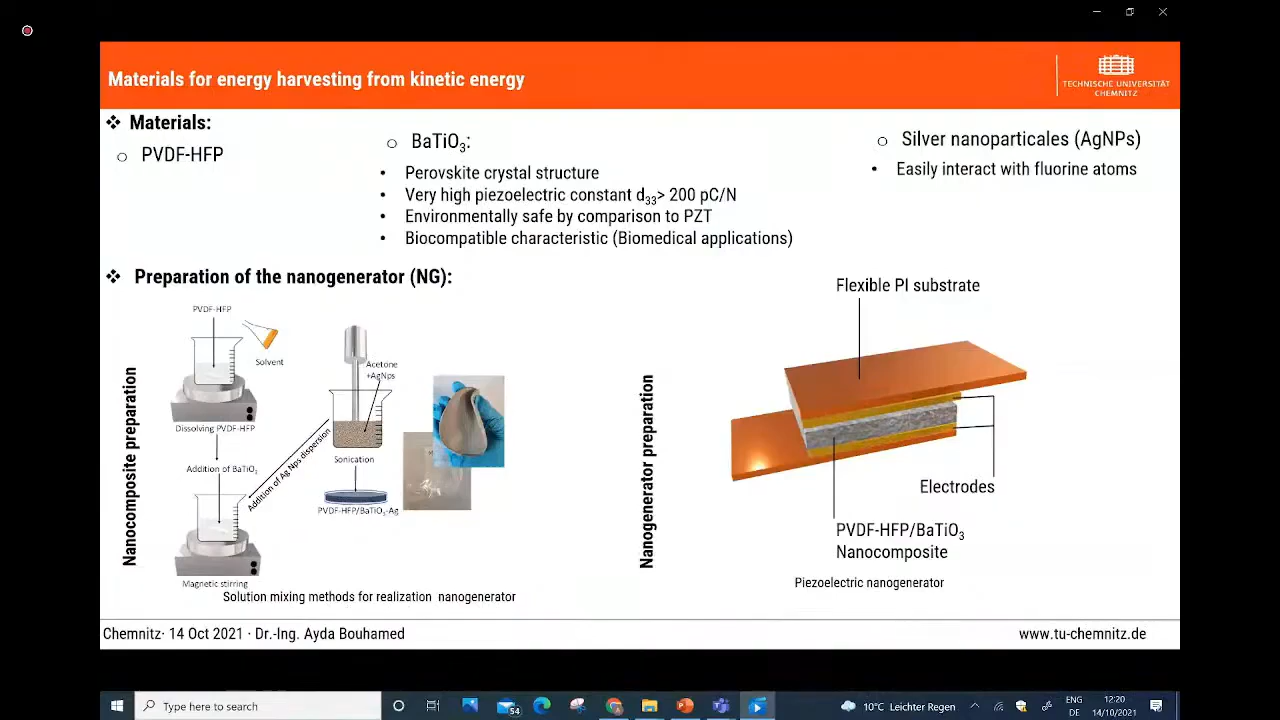 Materials for energy harvesting from kinetic energy
TECHNISCHE UNIVERSITÄT
CHEMNITZ
Materials:
PVDF-HFP
BaTiO3:
Perovskite crystal structure
Very high piezoelectric constant d33> 200 pC/N
Environmentally safe by comparison to PZT
Biocompatible characteristic (Biomedical applications)
Silver nanoparticales (AgNPs)
Easily interact with fluorine atoms
Preparation of the nanogenerator (NG):
Nanocomposite preparation
PVDF-HFP
Solvent
Dissolving PVDF-HFP
Addition of BaTiO3
Magnetic stirring
Addition of Ag Nps dispersion
Acetone
+AgNps
Sonication
PVDF-HFP/BaTiO3-Ag
Solution mixing methods for realization nanogenerator
Nanogenerator preparation
Flexible PI substrate
Electrodes
PVDF-HFP/BaTiO3
Nanocomposite
Piezoelectric nanogenerator
Chemnitz· 14 Oct 2021 · Dr.-Ing. Ayda Bouhamed
www.tu-chemnitz.de
Type here to search
54
10°C Leichter Regen
ENG
DE
12:20
14/10/2021